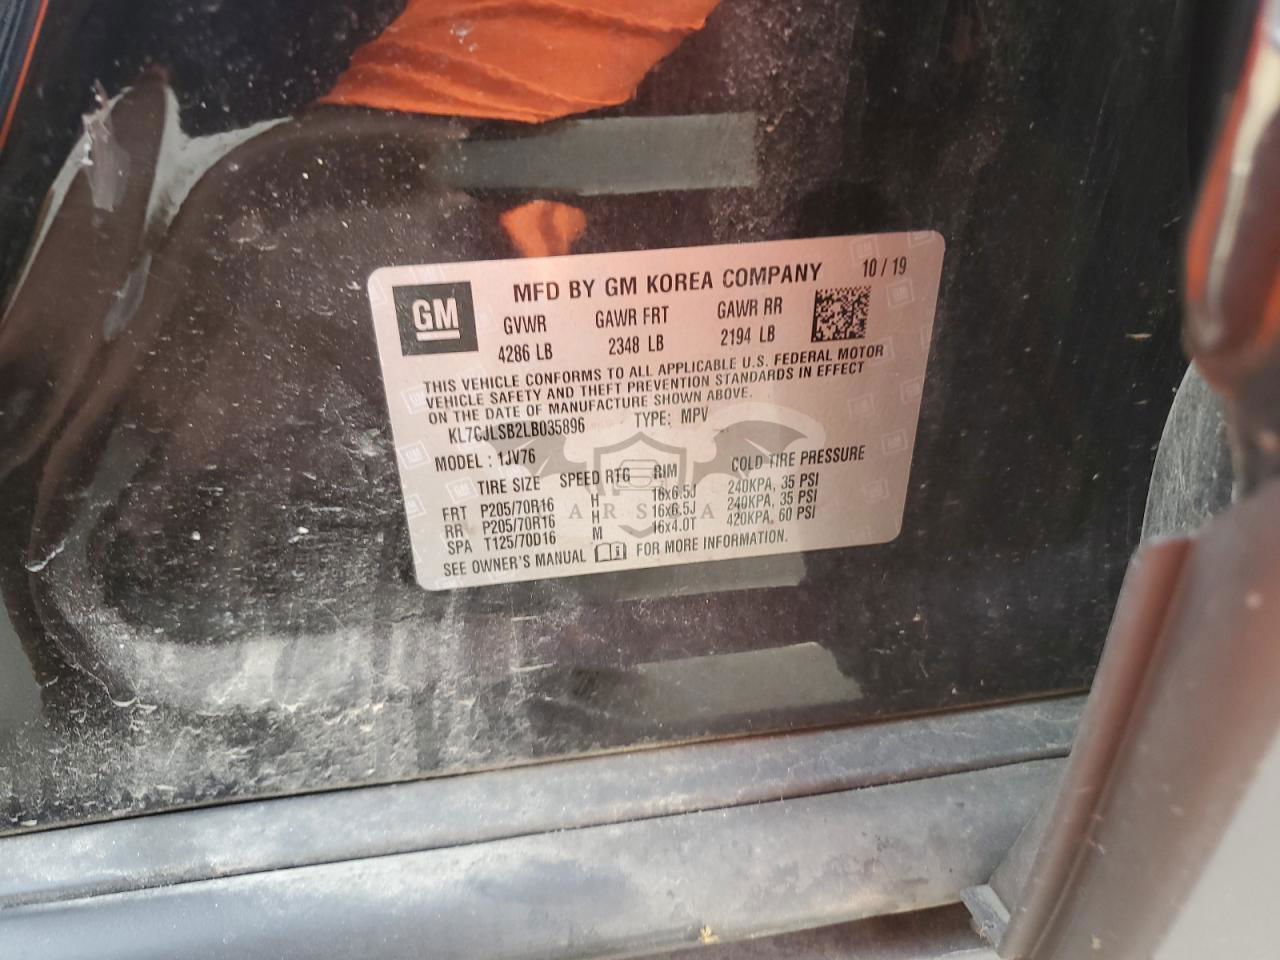 MFD BY GM KOREA COMPANY 10 / 19
GM
GVWR GAWR FRT GAWR RR
4286 LB 2348 LB 2194 LB
THIS VEHICLE CONFORMS TO ALL APPLICABLE U.S. FEDERAL MOTOR
VEHICLE SAFETY AND THEFT PREVENTION STANDARDS IN EFFECT
ON THE DATE OF MANUFACTURE SHOWN ABOVE.
KL7CJLSB2LB035896 TYPE: MPV
MODEL : 1JV76
TIRE SIZE SPEED RTG RIM COLD TIRE PRESSURE
FRT P205/70R16 H 16x6.5J 240KPA, 35 PSI
RR P205/70R16 H 16x6.5J 240KPA, 35 PSI
SPA T125/70D16 M 16x4.0T 420KPA, 60 PSI
SEE OWNER'S MANUAL FOR MORE INFORMATION.